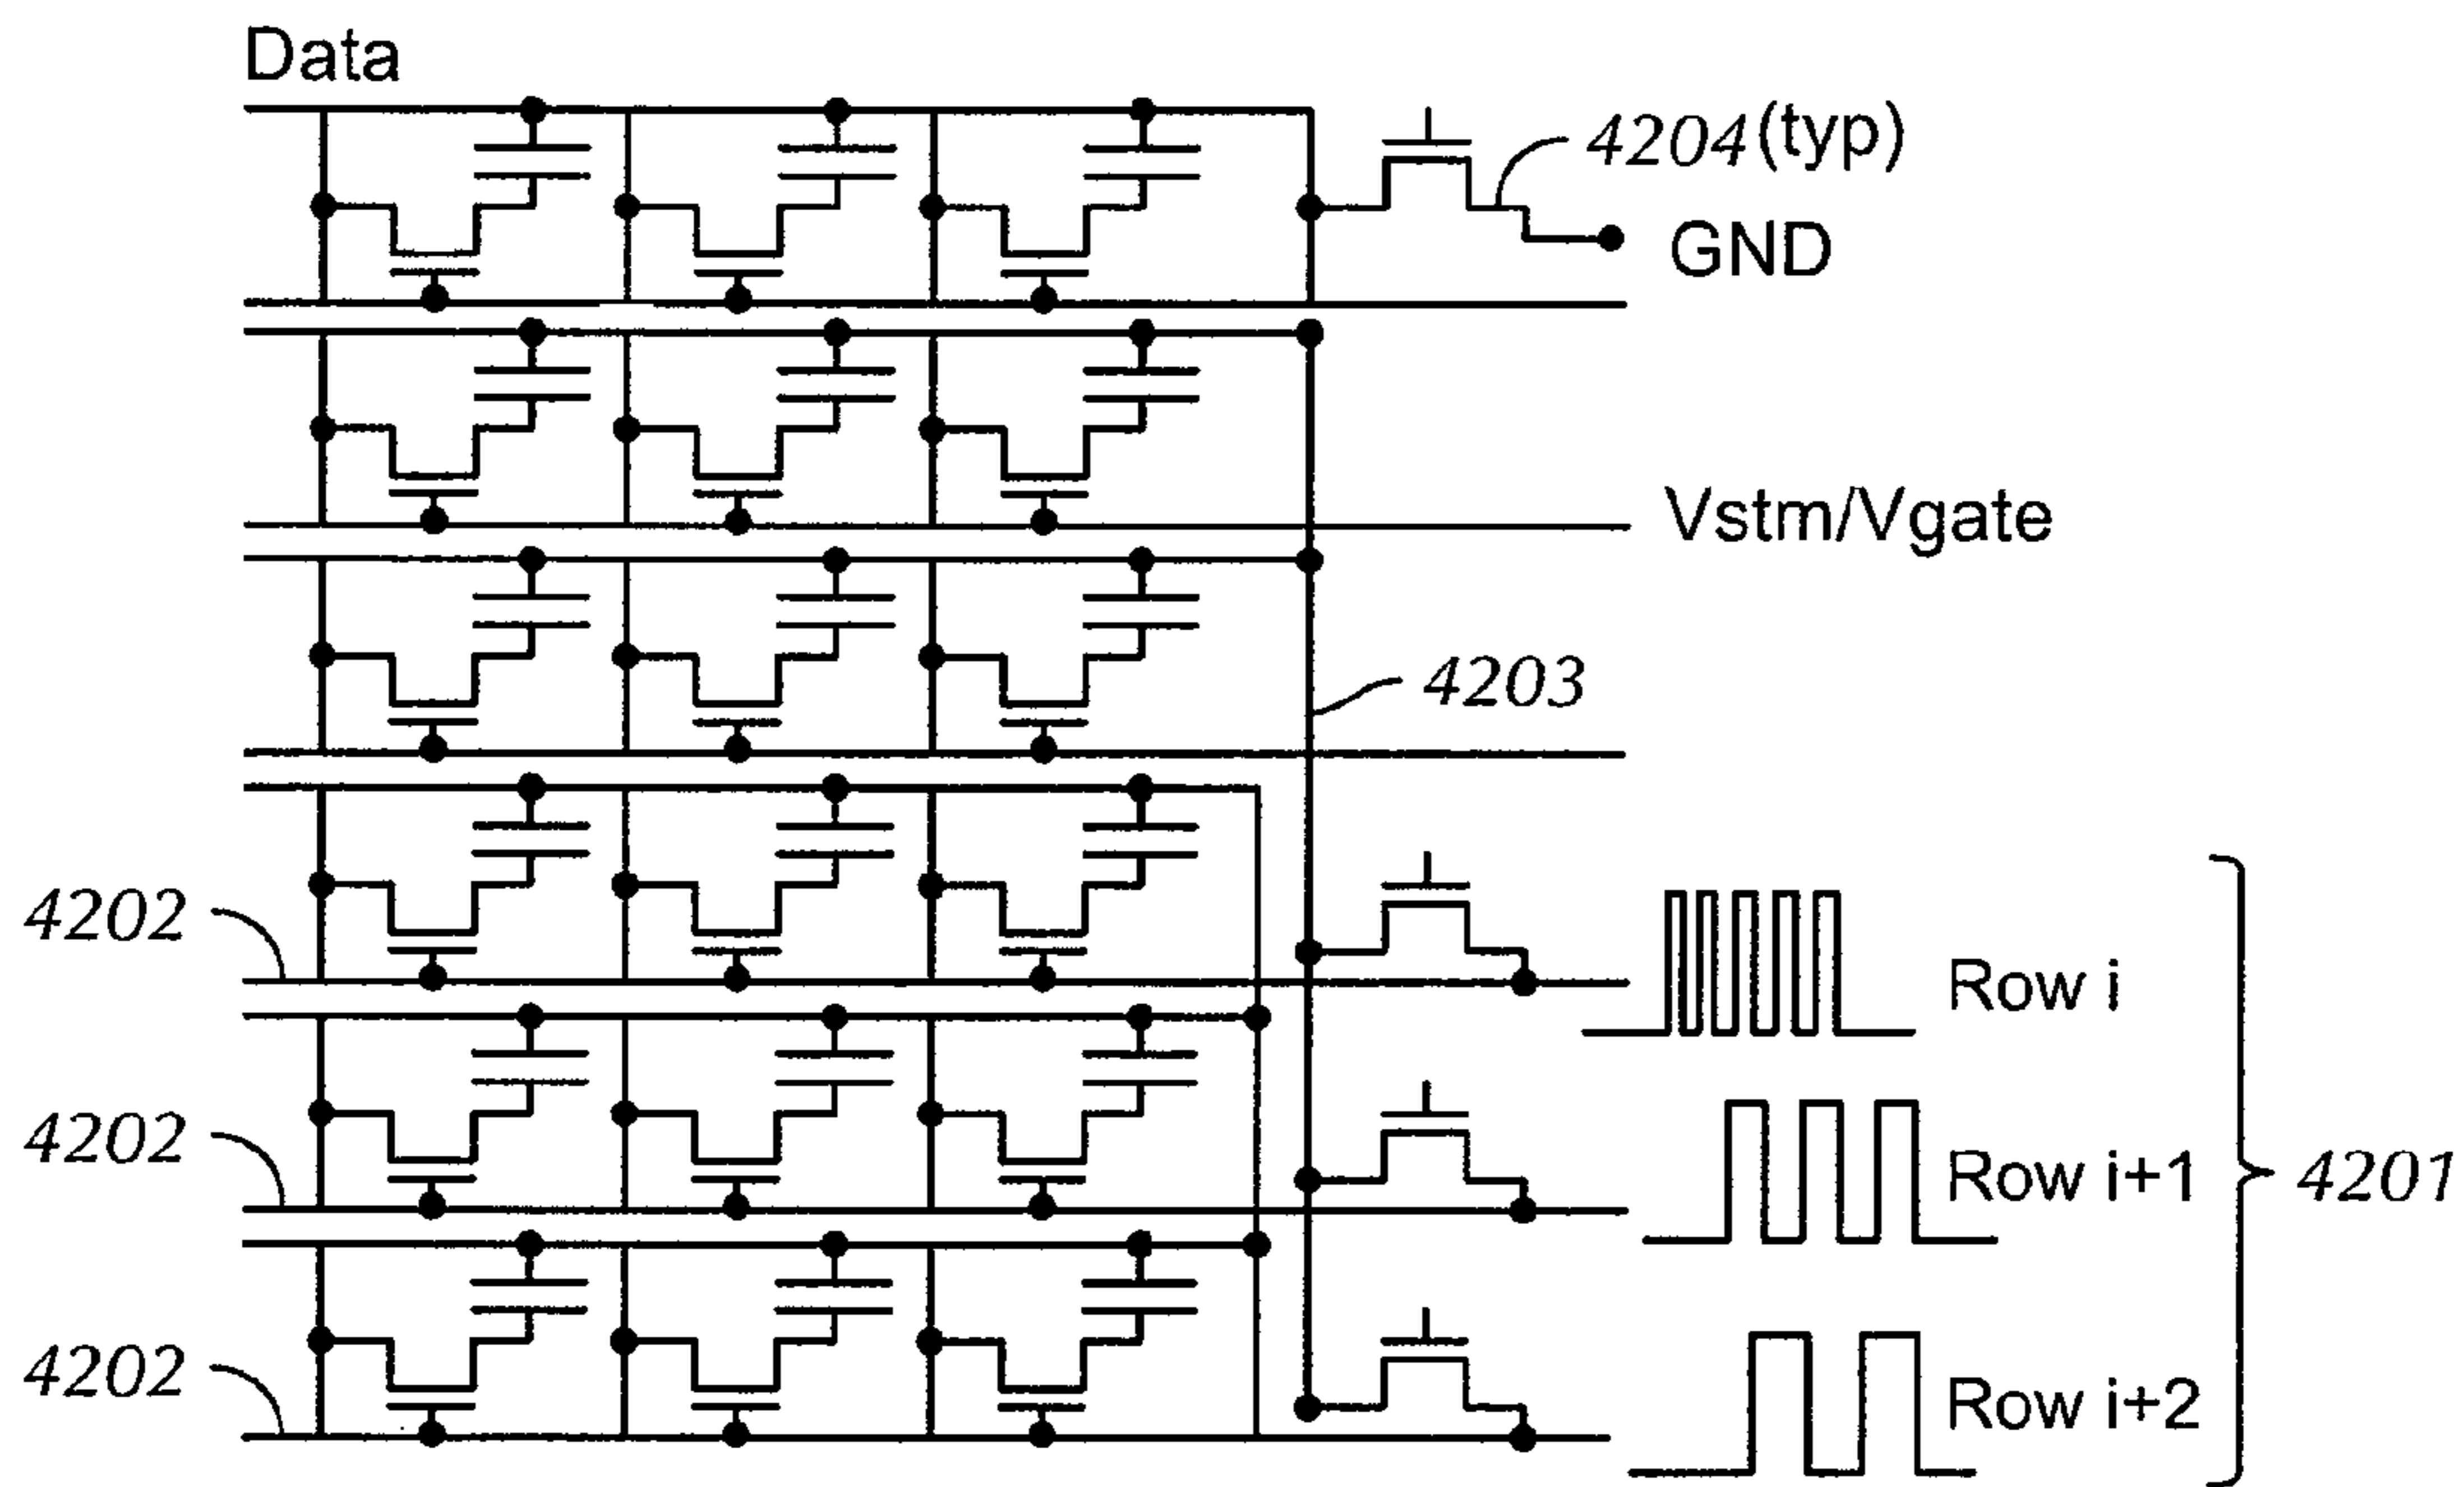 Data
4204 (typ)
GND
Vstm/Vgate
4203
4202
Row i
4202
Row i+1
4201
4202
Row i+2